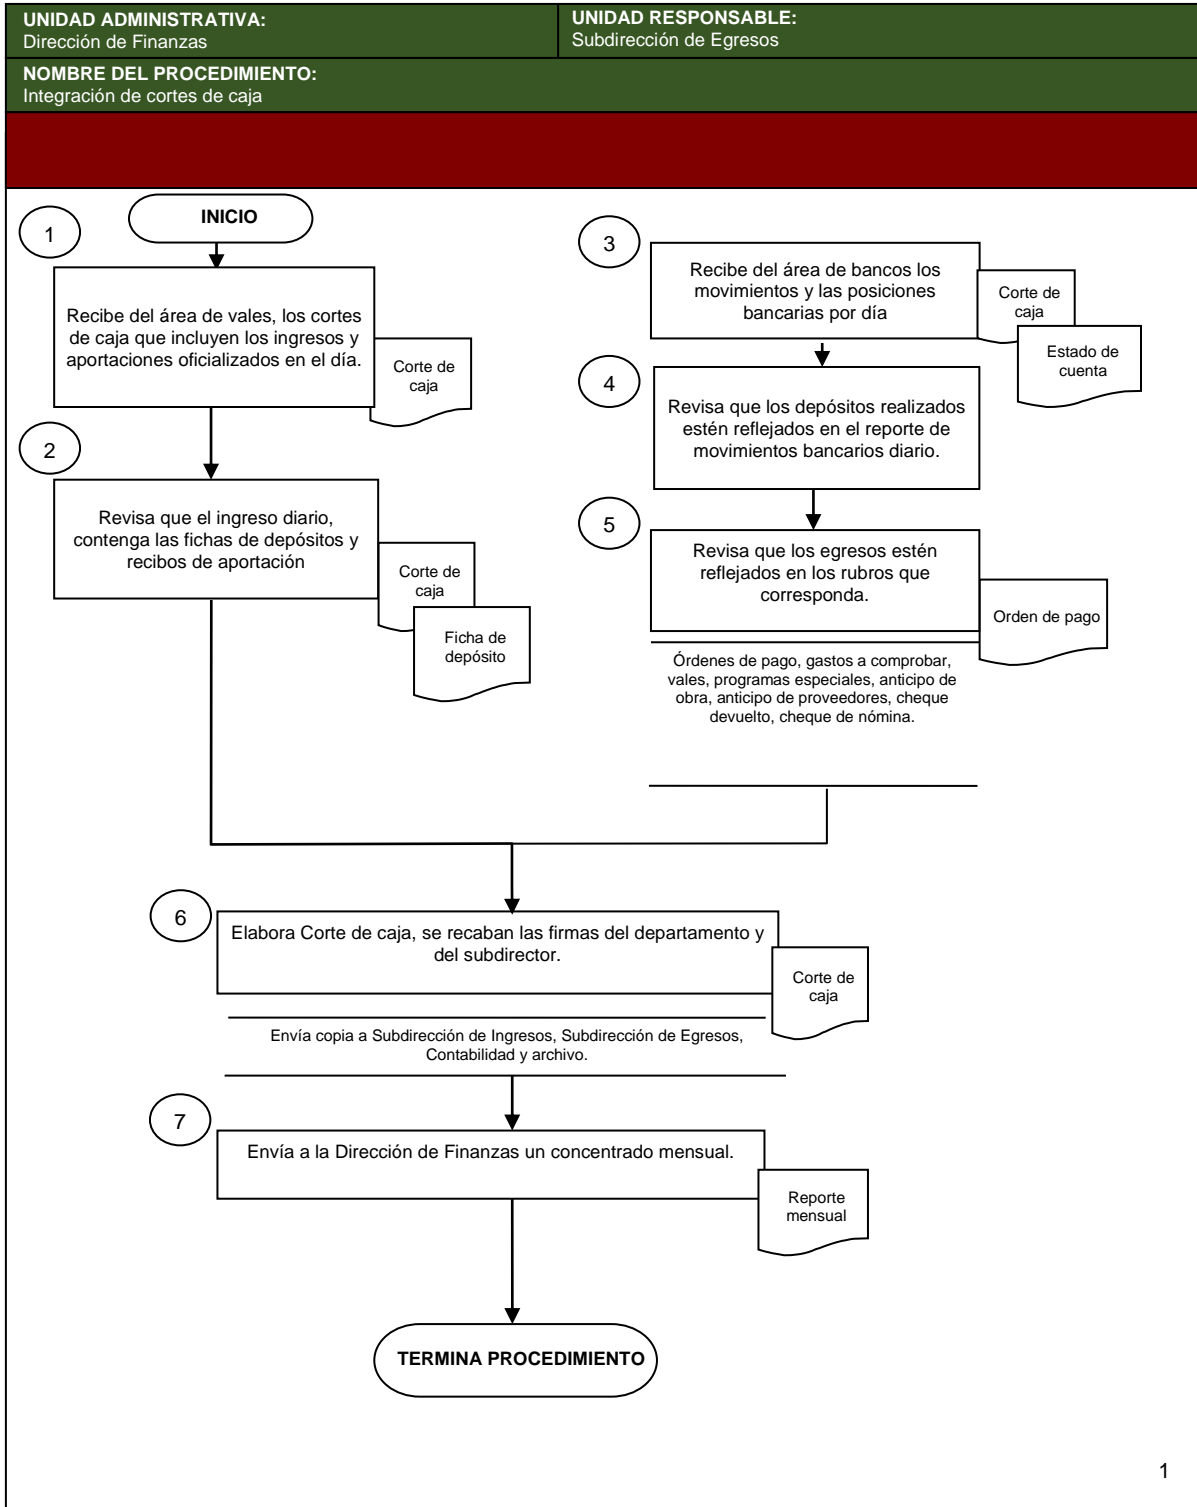 UNIDAD ADMINISTRATIVA:
Dirección de Finanzas
UNIDAD RESPONSABLE:
Subdirección de Egresos
NOMBRE DEL PROCEDIMIENTO:
Integración de cortes de caja
INICIO
1
Recibe del área de vales, los cortes
de caja que incluyen los ingresos y
aportaciones oficializados en el día.
Corte de
caja
2
Revisa que el ingreso diario,
contenga las fichas de depósitos y
recibos de aportación
Corte de
caja
Ficha de
depósito
3
Recibe del área de bancos los
movimientos y las posiciones
bancarias por día
Corte de
caja
Estado de
cuenta
4
Revisa que los depósitos realizados
estén reflejados en el reporte de
movimientos bancarios diario.
5
Revisa que los egresos estén
reflejados en los rubros que
corresponda.
Orden de pago
Órdenes de pago, gastos a comprobar,
vales, programas especiales, anticipo de
obra, anticipo de proveedores, cheque
devuelto, cheque de nómina.
6
Elabora Corte de caja, se recaban las firmas del departamento y
del subdirector.
Corte de
caja
Envía copia a Subdirección de Ingresos, Subdirección de Egresos,
Contabilidad y archivo.
7
Envía a la Dirección de Finanzas un concentrado mensual.
Reporte
mensual
TERMINA PROCEDIMIENTO
1